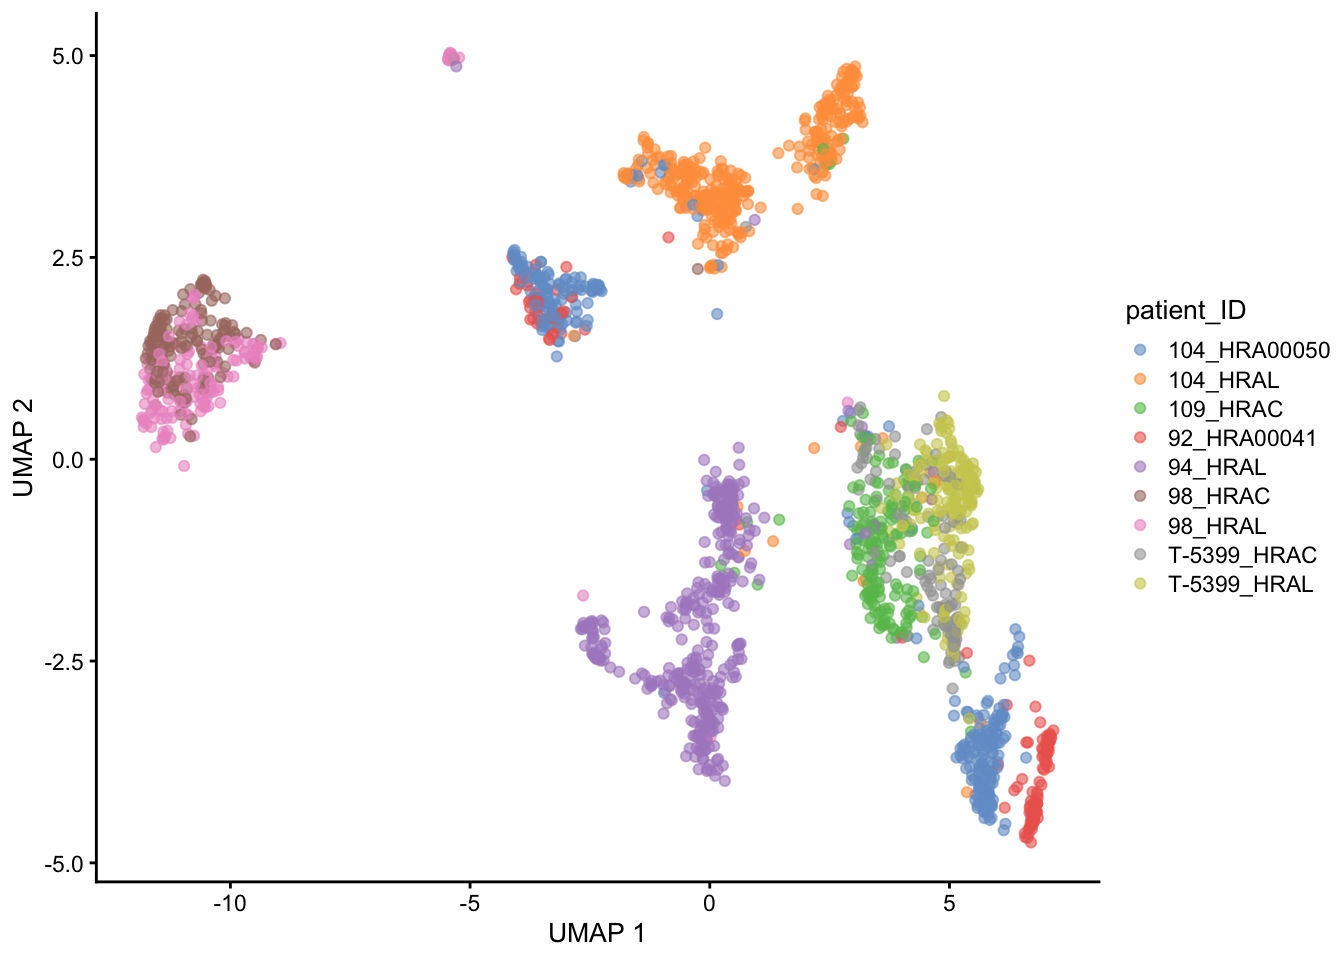 5.0
2.5
0.0
-2.5
-5.0
UMAP 2
-10
-5
0
5
UMAP 1
patient_ID
104_HRA00050
104_HRAL
109_HRAC
92_HRA00041
94_HRAL
98_HRAC
98_HRAL
T-5399_HRAC
T-5399_HRAL